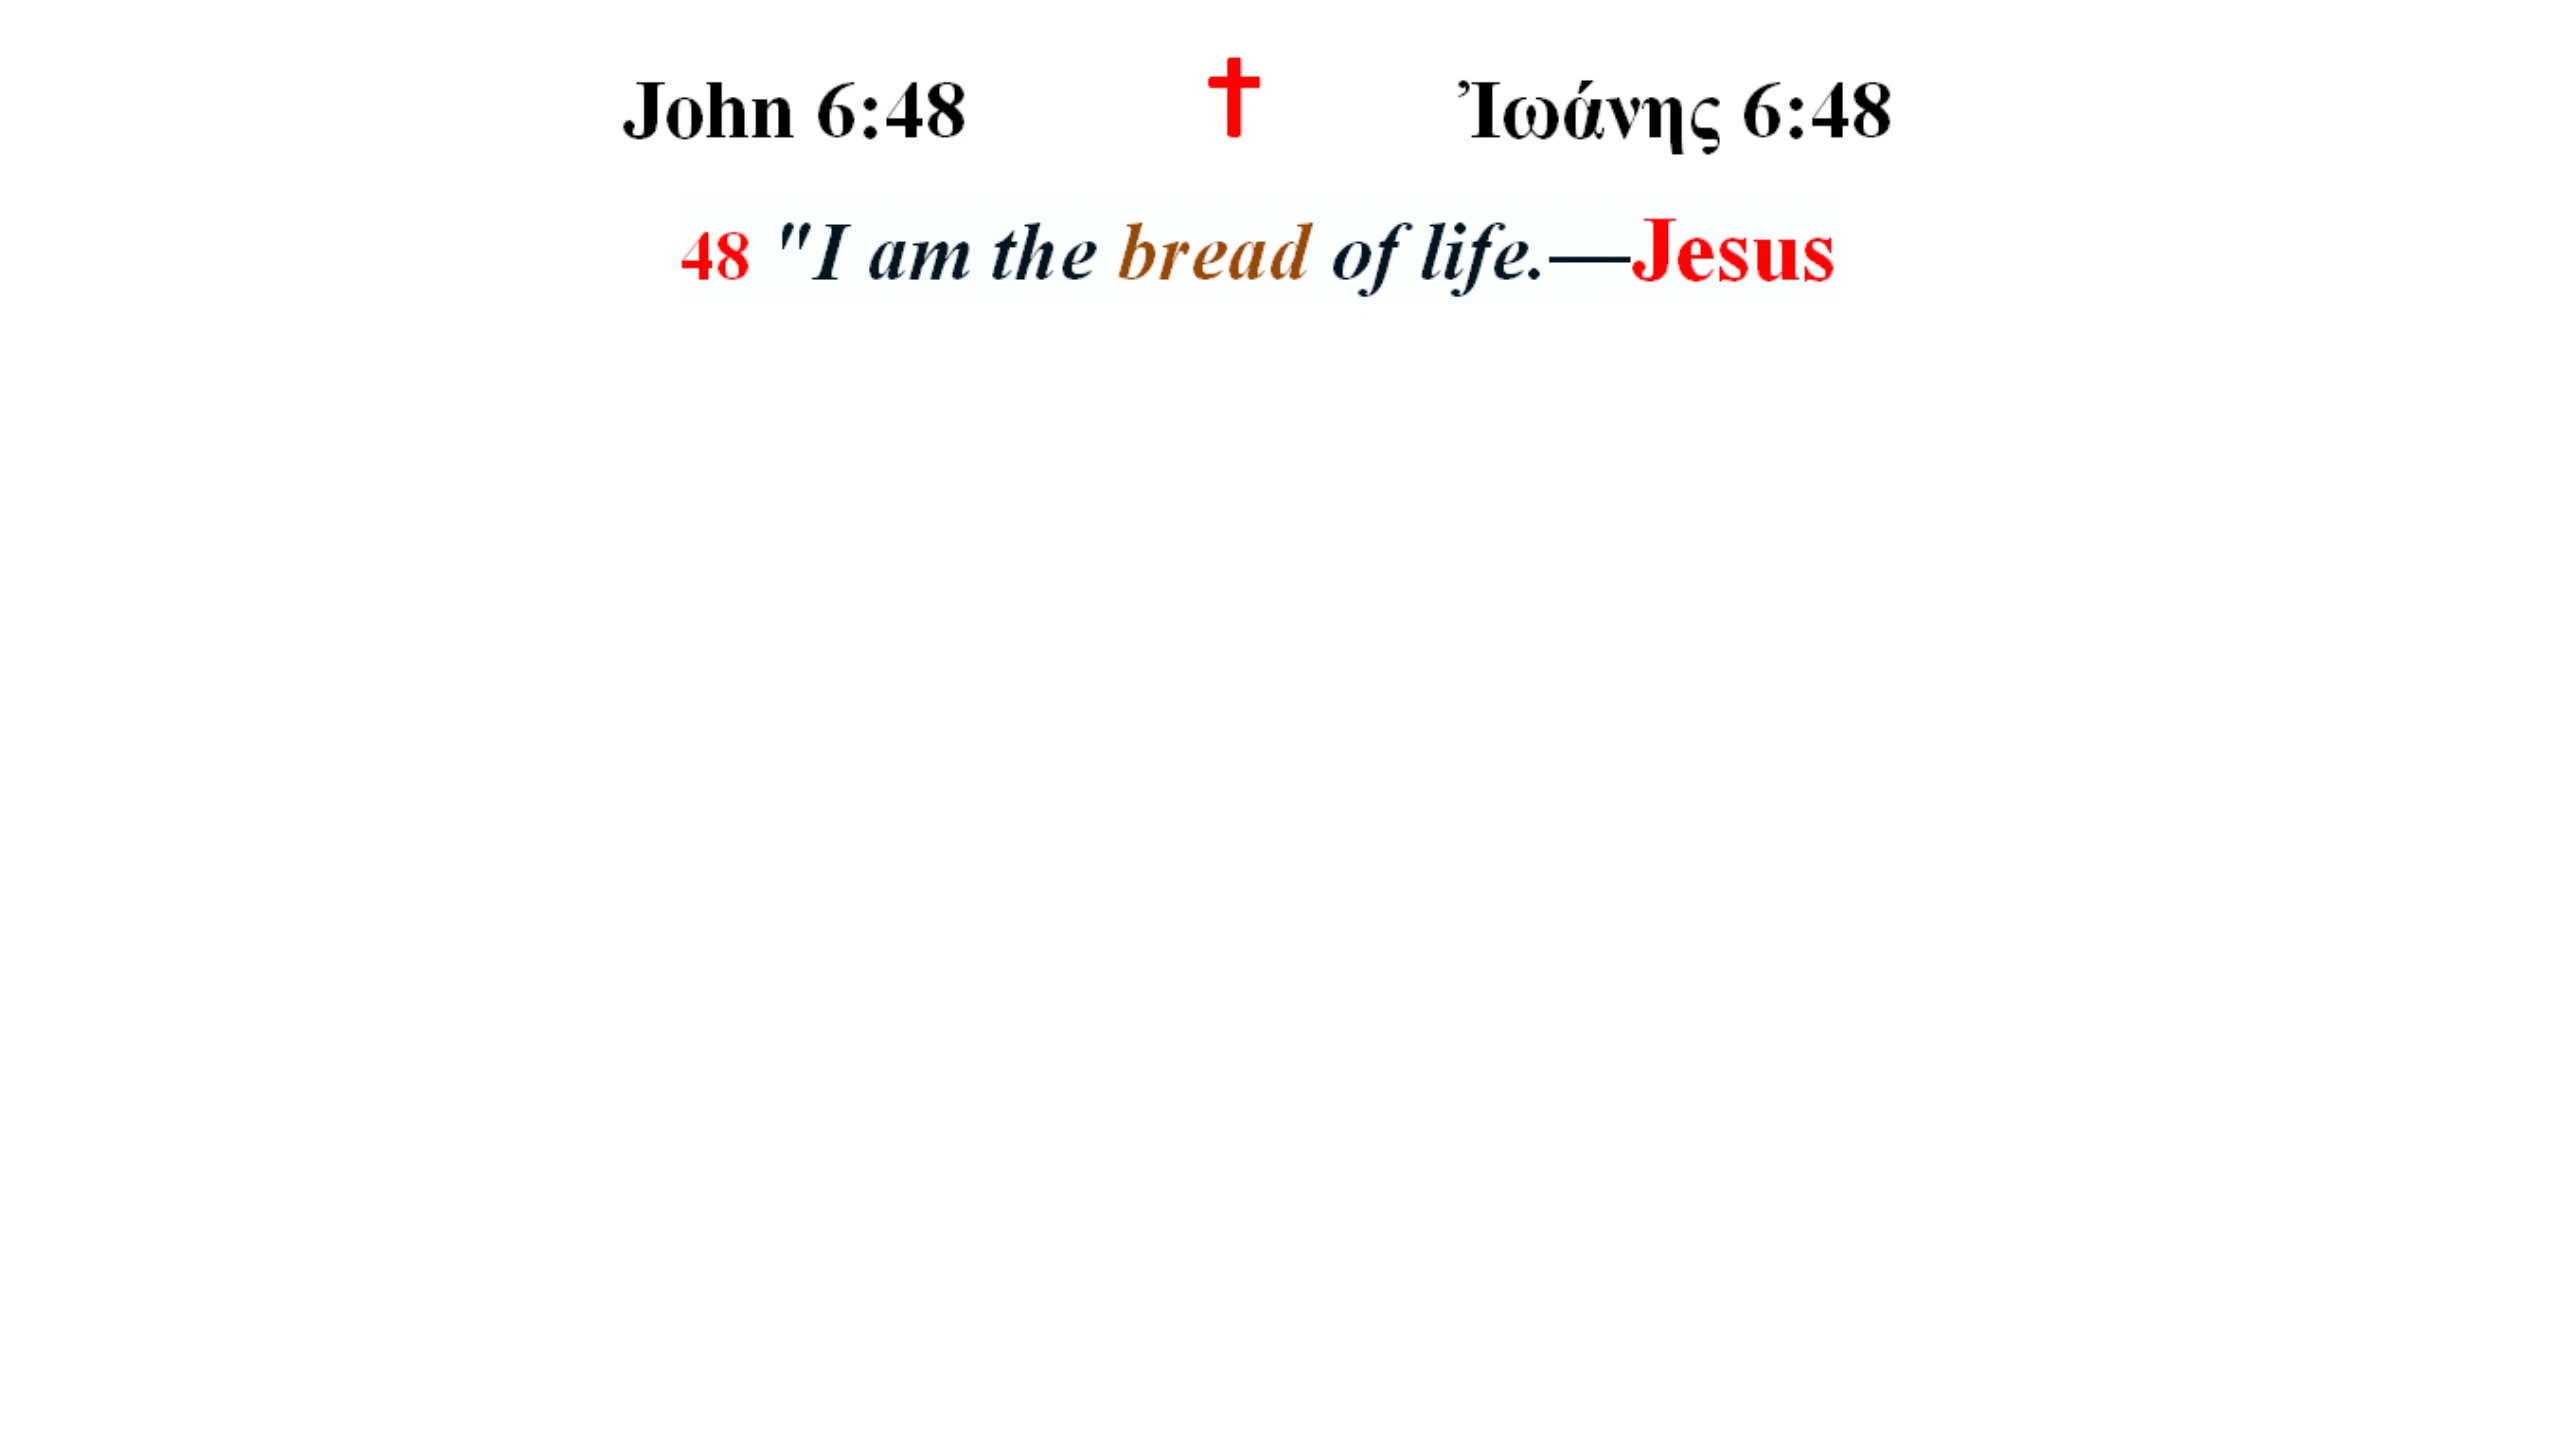 John 6:48 ✝ Ἰωάνης 6:48
48 "I am the bread of life.—Jesus